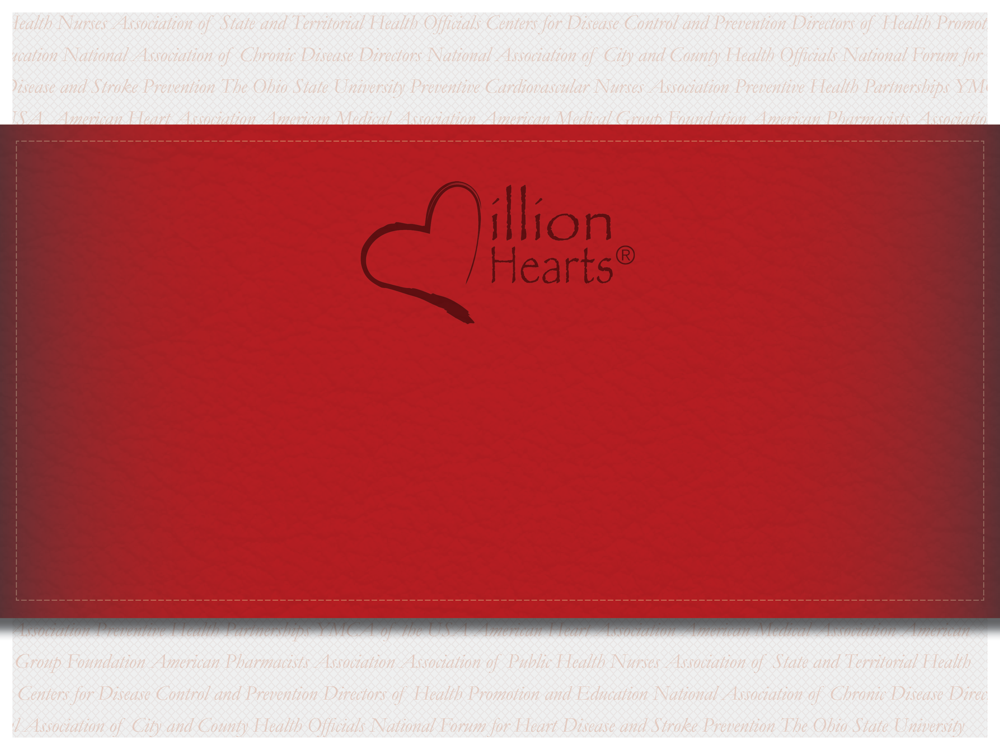 Health Nurses Association of State and Territorial Health Officials Centers for Disease Control and Prevention Directors of Health Promot
ucation National Association of Chronic Disease Directors National Association of City and County Health Officials National Forum for
Disease and Stroke Prevention The Ohio State University Preventive Cardiovascular Nurses Association Preventive Health Partnerships YMC
USA American Heart Association American Medical Association American Medical Group Foundation American Pharmacists Associatio
Million
Hearts®
Association Preventive Health Partnerships YMCA of the USA American Heart Association American Medical Association American
Group Foundation American Pharmacists Association Association of Public Health Nurses Association of State and Territorial Health
Centers for Disease Control and Prevention Directors of Health Promotion and Education National Association of Chronic Disease Direc
l Association of City and County Health Officials National Forum for Heart Disease and Stroke Prevention The Ohio State University